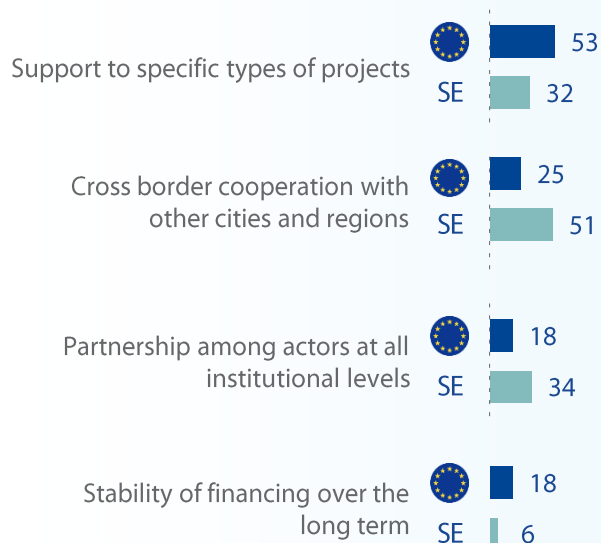 53
Support to specific types of projects
SE 32
25
Cross border cooperation with
other cities and regions
SE 51
18
Partnership among actors at all
institutional levels
SE 34
18
Stability of financing over the
long term
SE 6